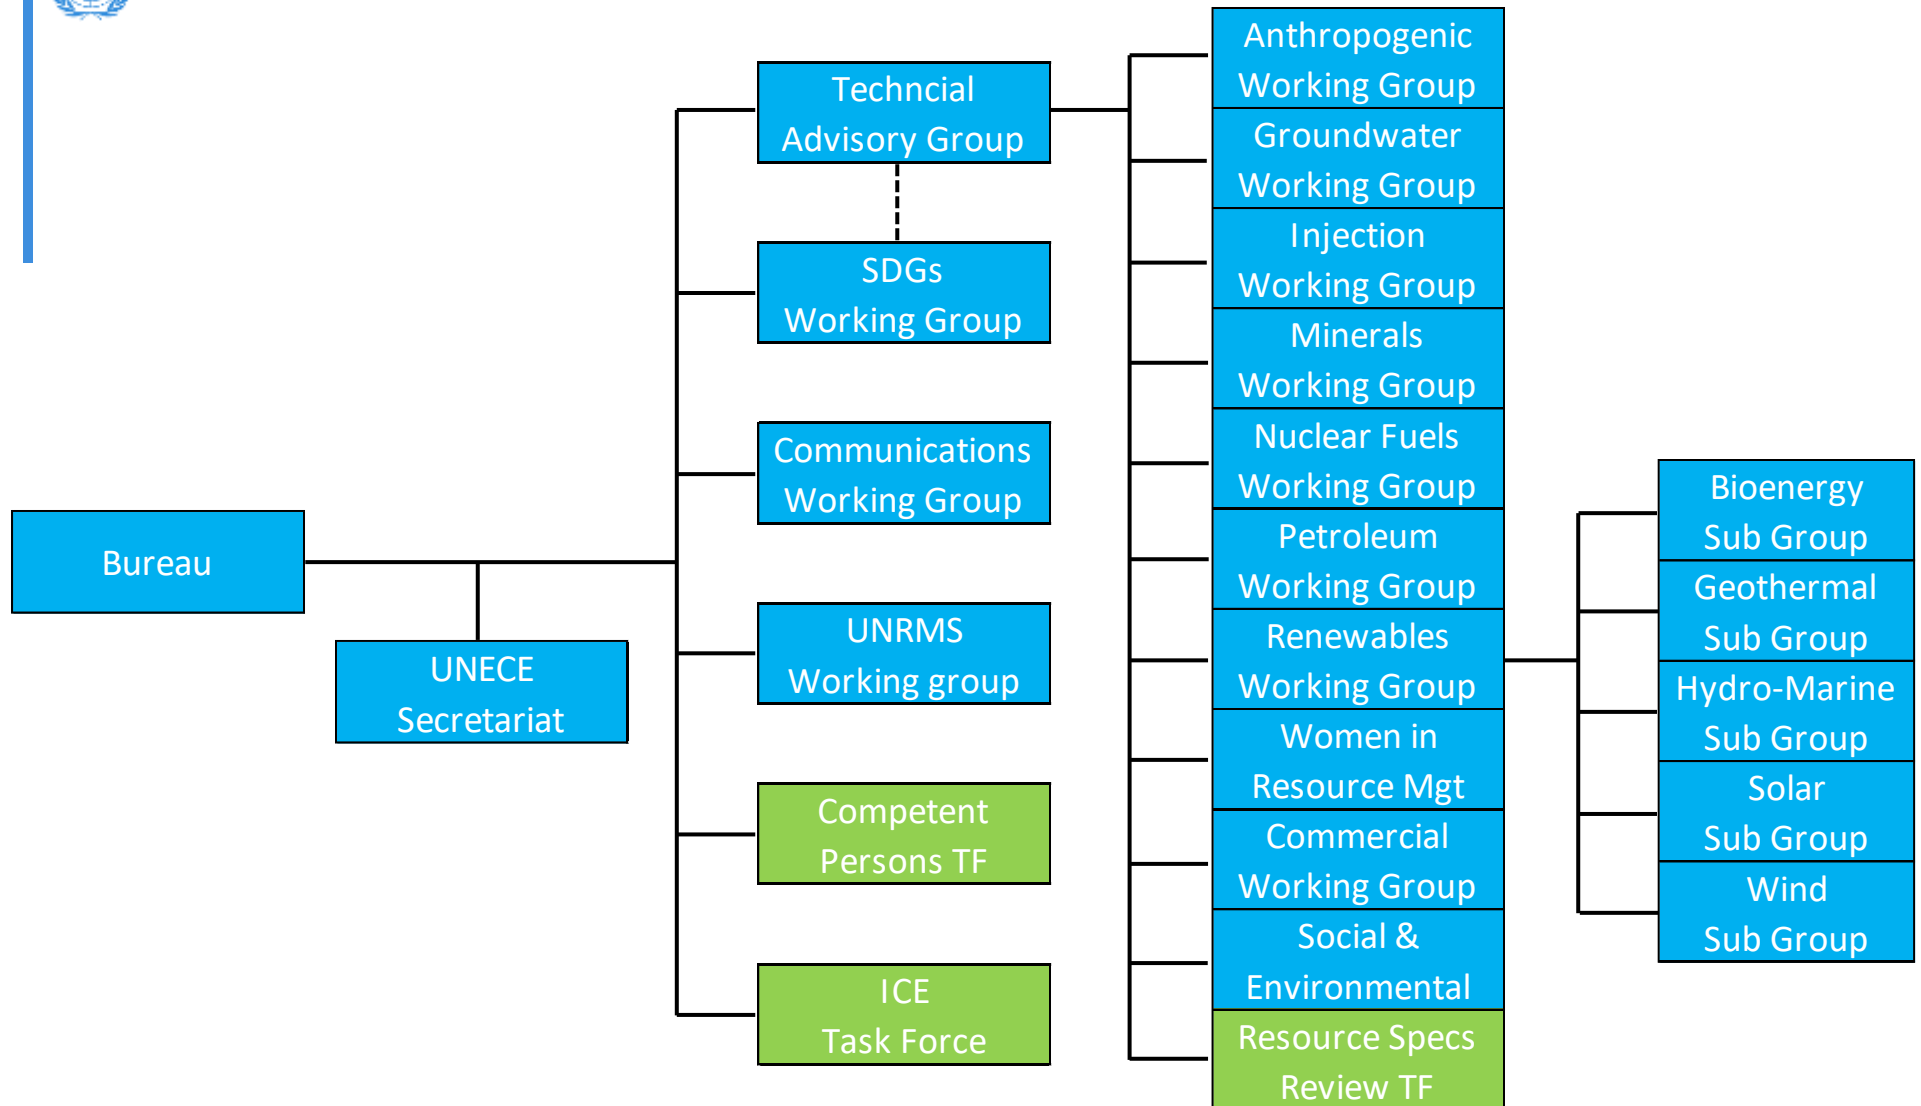 Bureau
UNECE
Secretariat
Techncial
Advisory Group
SDGs
Working Group
Communications
Working Group
UNRMS
Working group
Competent
Persons TF
ICE
Task Force
Anthropogenic
Working Group
Groundwater
Working Group
Injection
Working Group
Minerals
Working Group
Nuclear Fuels
Working Group
Petroleum
Working Group
Renewables
Working Group
Women in
Resource Mgt
Commercial
Working Group
Social &
Environmental
Resource Specs
Review TF
Bioenergy
Sub Group
Geothermal
Sub Group
Hydro-Marine
Sub Group
Solar
Sub Group
Wind
Sub Group